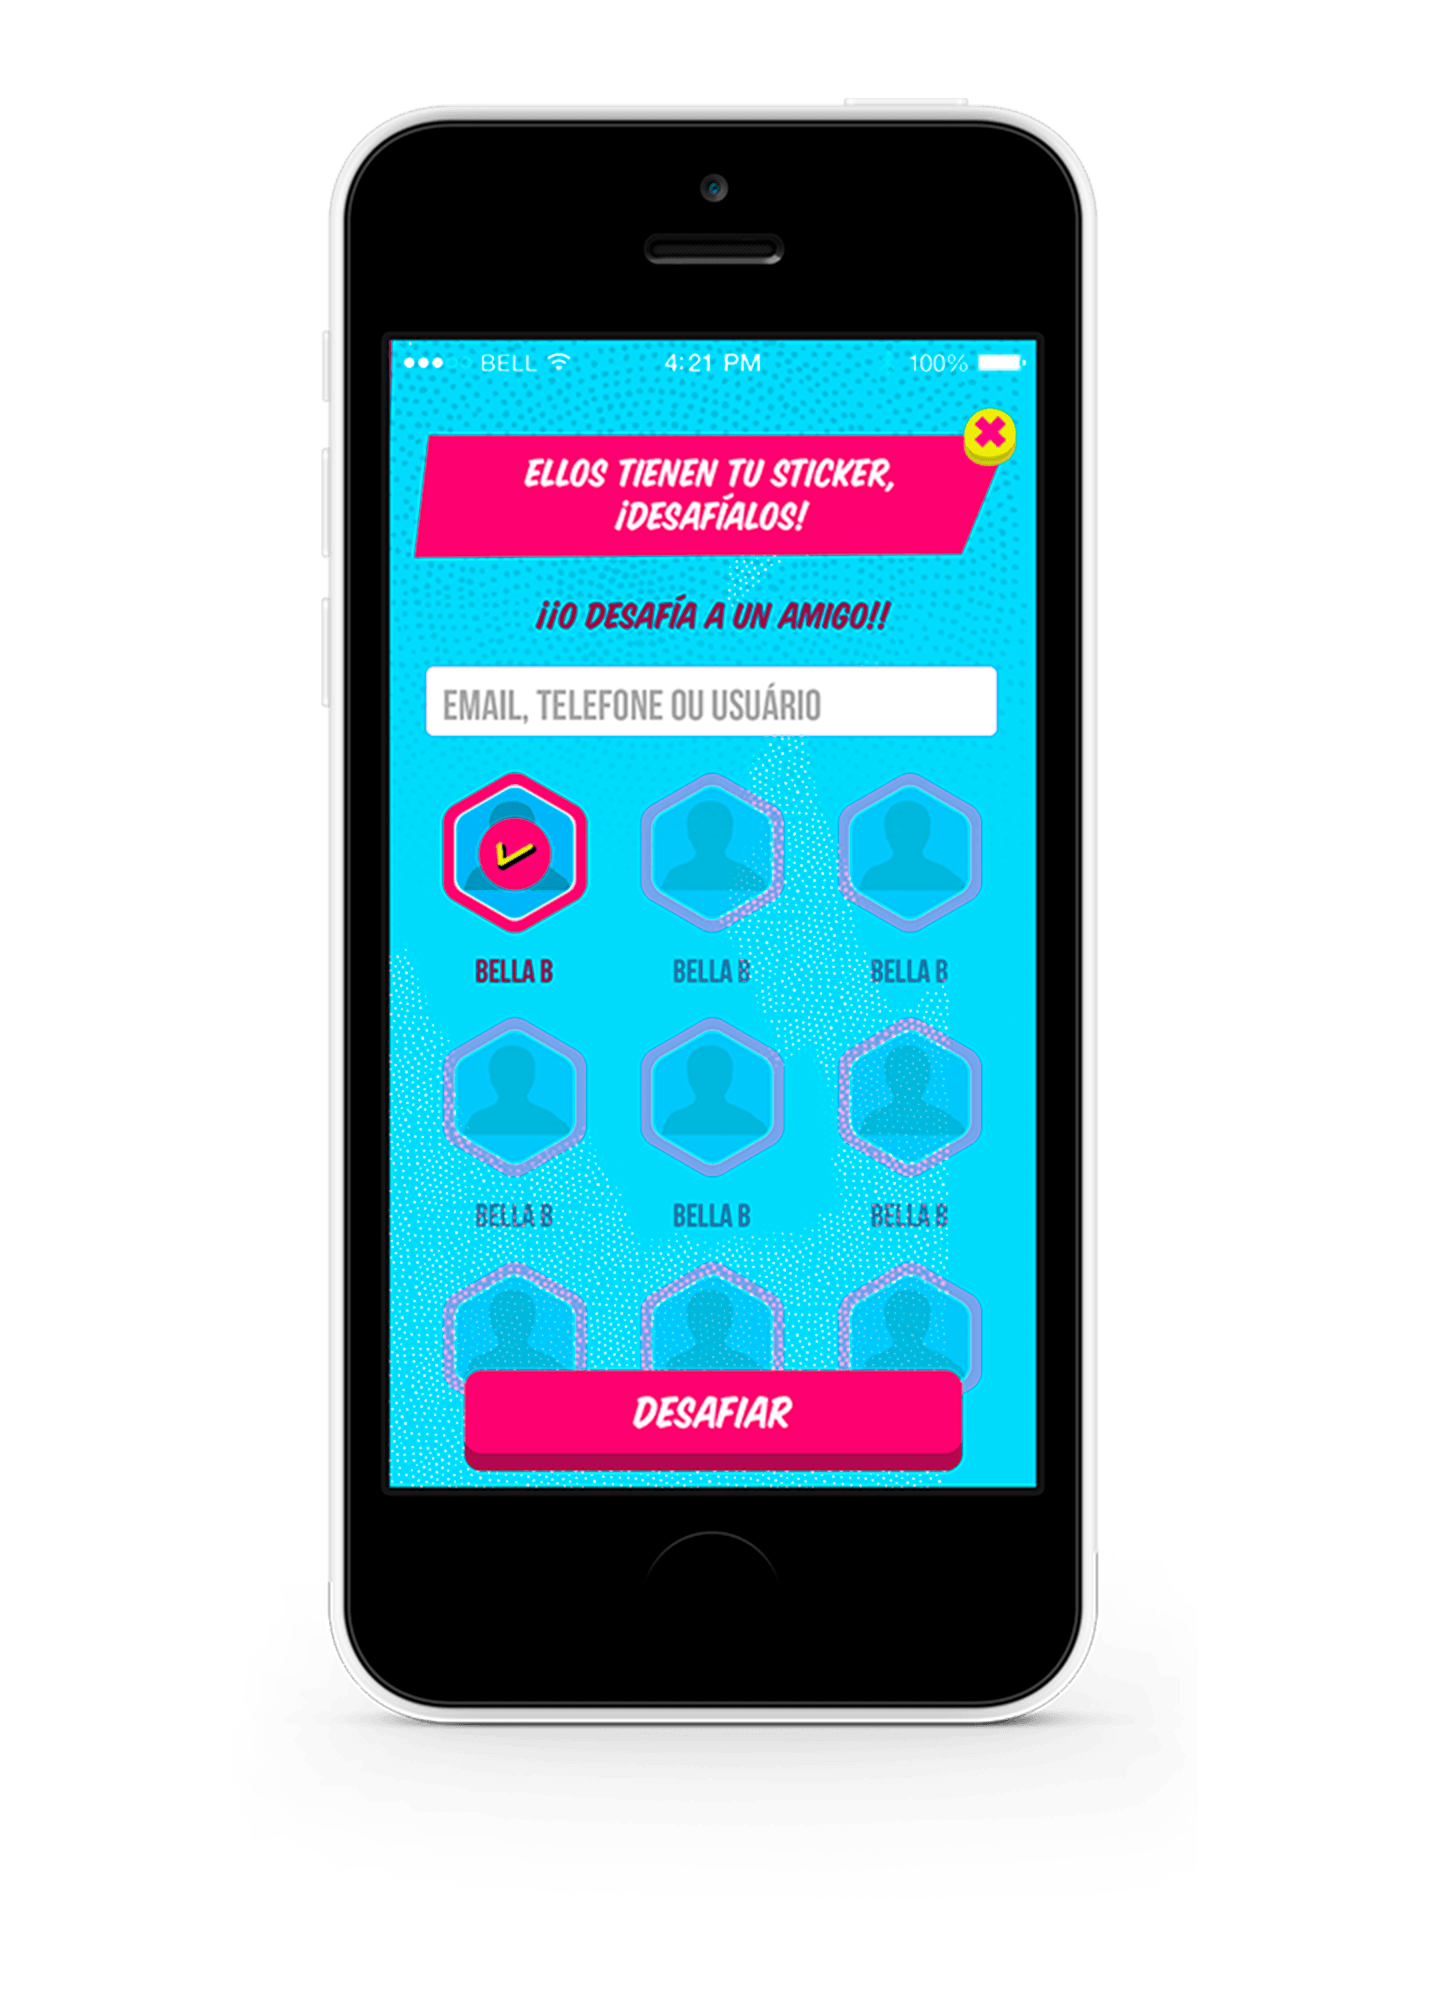 BELL 4:21 PM 100%
ELLOS TIENEN TU STICKER,
¡DESAFÍALOS!
¡¡O DESAFÍA A UN AMIGO!!
EMAIL, TELEFONE OU USUÁRIO
BELLA B BELLA B BELLA B
BELLA B BELLA B BELLA B
DESAFIAR